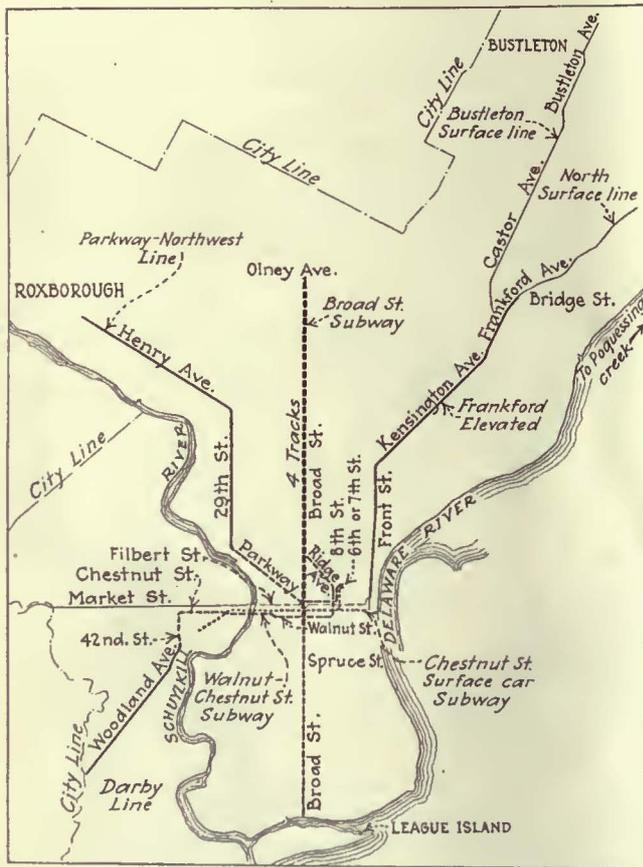 BUSTLETON
Bustleton Ave.
City Line
Bustleton
Surface line
City Line
North
Surface line
Castor Ave.
Parkway-Northwest
Line
Olney Ave.
Frankford Ave.
ROXBOROUGH
Broad St.
Subway
Bridge St.
To Poquessing
creek
Henry Ave.
Kensington Ave.
Frankford
Elevated
4 Tracks
Broad St.
City Line
RIVER
29th St.
8th St.
6th or 7th St.
Front St.
DELAWARE RIVER
Filbert St.
Parkway
Ridge
Ave.
Chestnut St.
Market St.
Walnut St.
42nd. St.
Spruce St.
Chestnut St.
Surface car
Subway
Walnut-
Chestnut St.
Subway
Woodland Ave.
SCHUYLKILL
City Line
Darby
Line
Broad St.
LEAGUE ISLAND